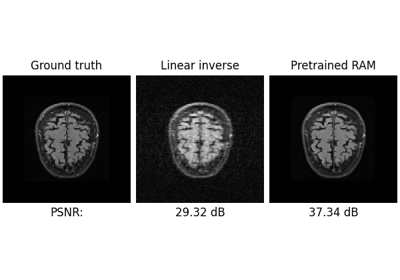 Ground truth Linear inverse Pretrained RAM
PSNR: 29.32 dB 37.34 dB